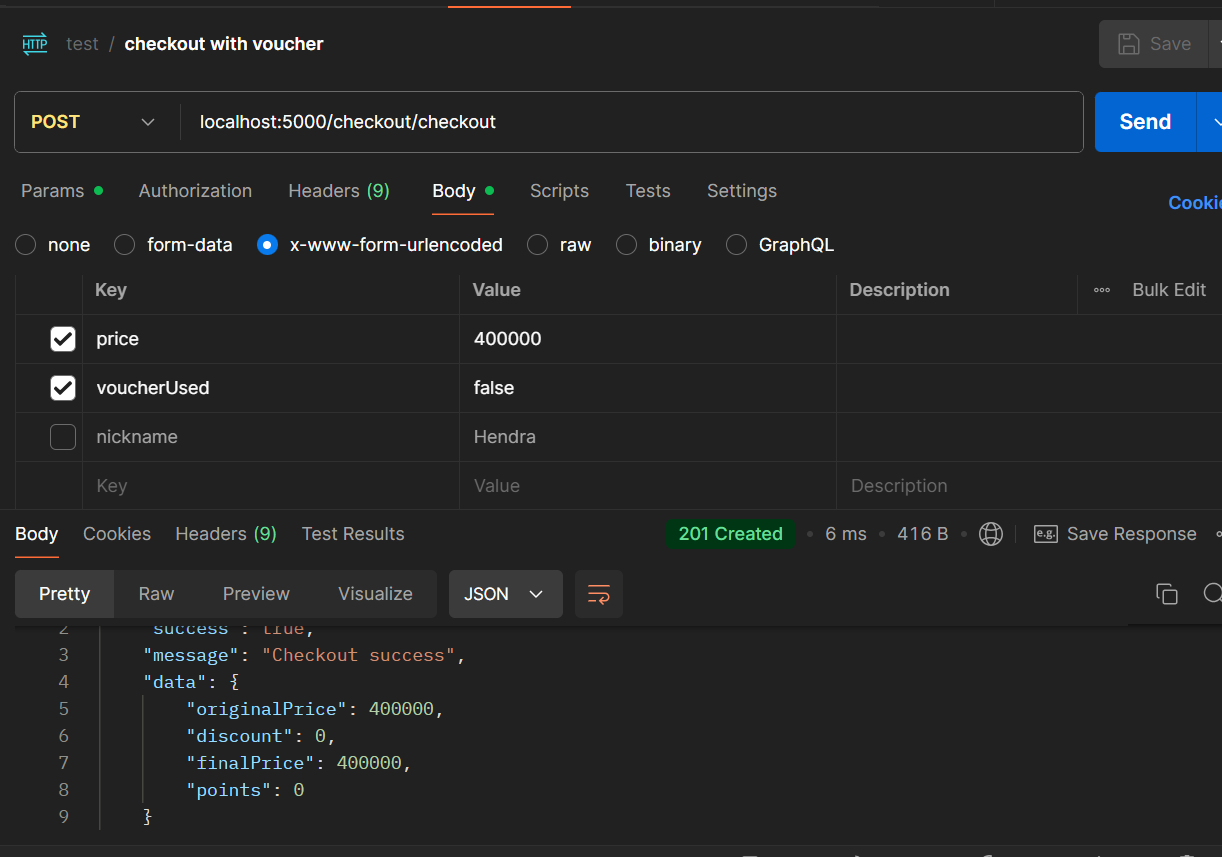 HTTP test / checkout with voucher Save
POST localhost:5000/checkout/checkout Send
Params Authorization Headers (9) Body Scripts Tests Settings
Cookie
none form-data x-www-form-urlencoded raw binary GraphQL
Key Value Description Bulk Edit
price 400000
voucherUsed false
nickname Hendra
Key Value Description
Body Cookies Headers (9) Test Results 201 Created • 6 ms • 416 B • e.g. Save Response
Pretty Raw Preview Visualize JSON
2 "success": true,
3 "message": "Checkout success",
4 "data": {
5 "originalPrice": 400000,
6 "discount": 0,
7 "finalPrice": 400000,
8 "points": 0
9 }